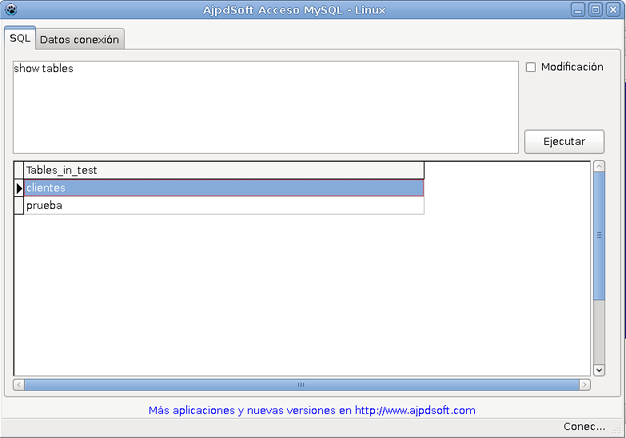 AjpdSoft Acceso MySQL - Linux
SQL
Datos conexión
show tables
Modificación
Ejecutar
Tables_in_test
clientes
prueba
Más aplicaciones y nuevas versiones en http://www.ajpdsoft.com
Conec...